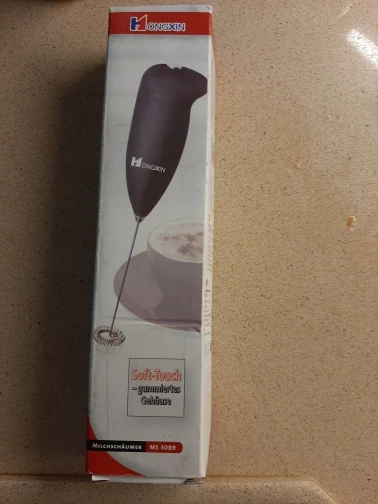 HONGXIN
HONGXIN
Soft-Touch
– gummiertes
Gehäuse
MILCHSCHÄUMER MS 3089